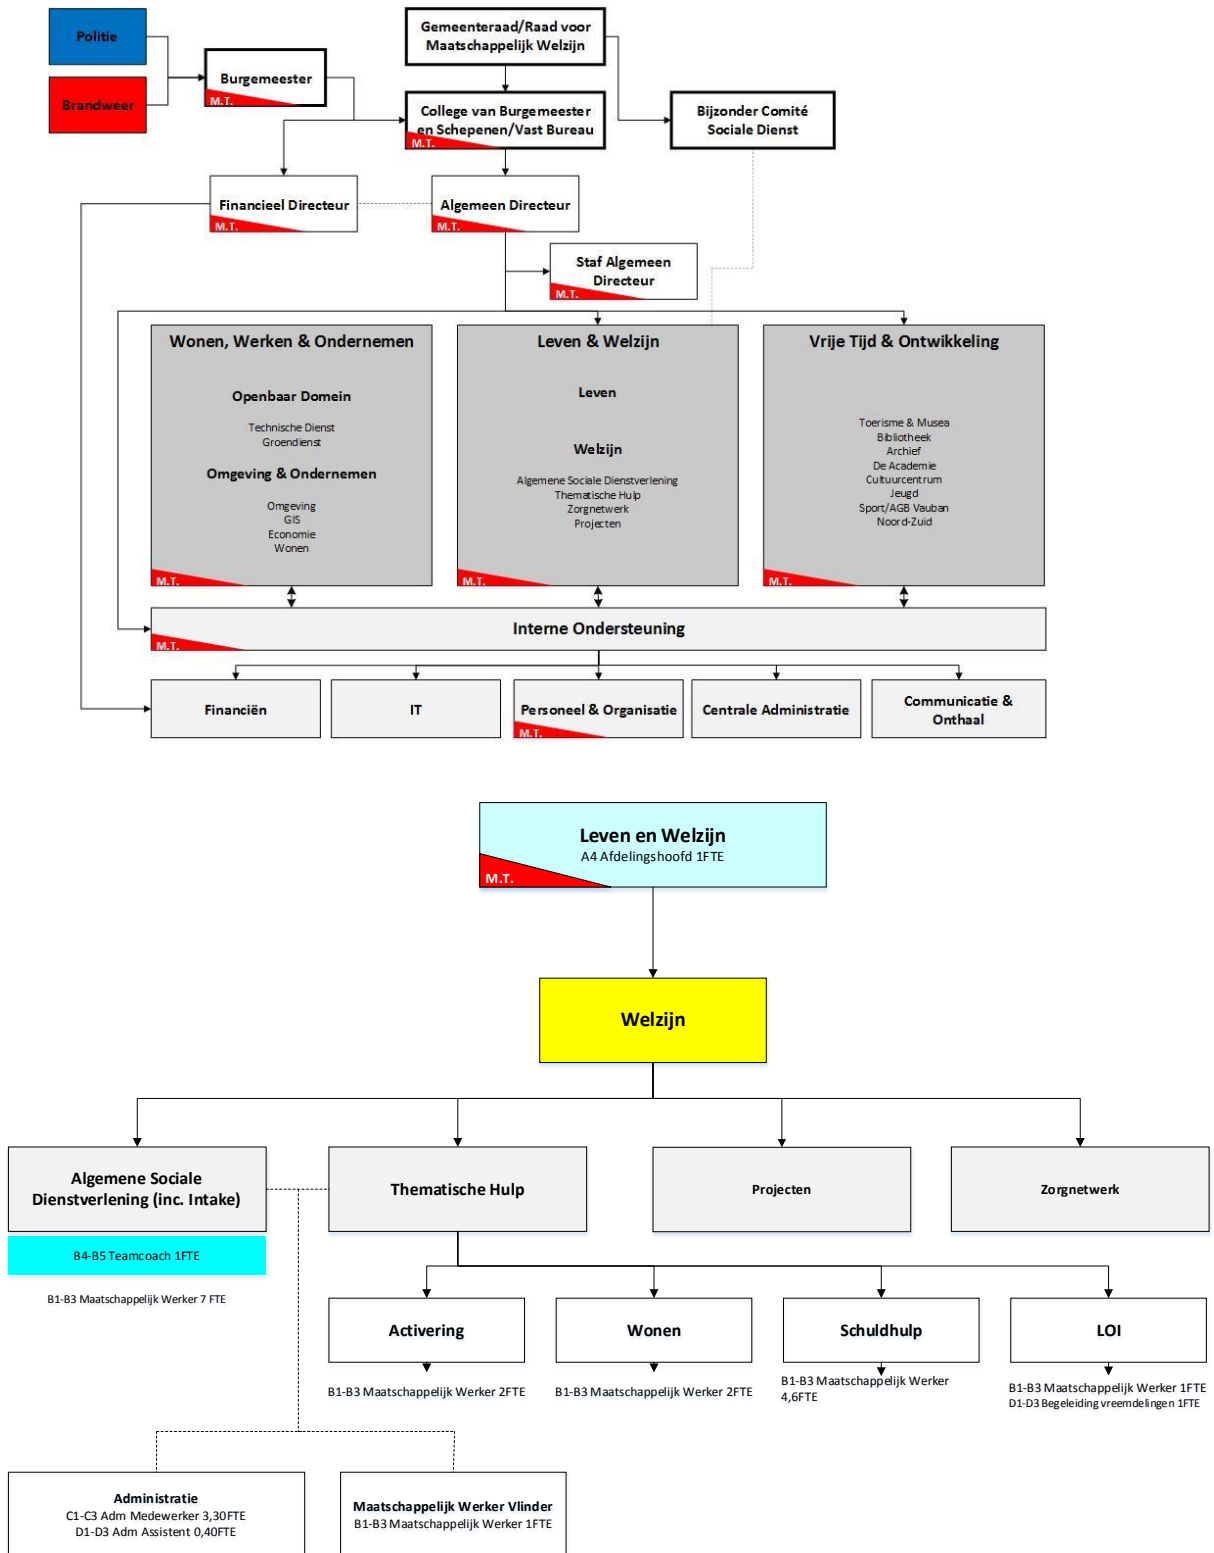 Politie
Brandweer
Burgemeester
M.T.
Gemeenteraad/Raad voor
Maatschappelijk Welzijn
College van Burgemeester
en Schepenen/Vast Bureau
M.T.
Bijzonder Comité
Sociale Dienst
Financieel Directeur
M.T.
Algemeen Directeur
M.T.
Staf Algemeen
Directeur
M.T.
Wonen, Werken & Ondernemen
Openbaar Domein
Technische Dienst
Groendienst
Omgeving & Ondernemen
Omgeving
GIS
Economie
Wonen
M.T.
Leven & Welzijn
Leven
Welzijn
Algemene Sociale Dienstverlening
Thematische Hulp
Zorgnetwerk
Projecten
M.T.
Vrije Tijd & Ontwikkeling
Toerisme & Musea
Bibliotheek
Archief
De Academie
Cultuurcentrum
Jeugd
Sport/AGB Vauban
Noord-Zuid
M.T.
Interne Ondersteuning
M.T.
Financiën
IT
Personeel & Organisatie
M.T.
Centrale Administratie
Communicatie &
Onthaal
Leven en Welzijn
A4 Afdelingshoofd 1FTE
M.T.
Welzijn
Algemene Sociale
Dienstverlening (inc. Intake)
B4-B5 Teamcoach 1FTE
B1-B3 Maatschappelijk Werker 7 FTE
Thematische Hulp
Projecten
Zorgnetwerk
Activering
B1-B3 Maatschappelijk Werker 2FTE
Wonen
B1-B3 Maatschappelijk Werker 2FTE
Schuldhulp
B1-B3 Maatschappelijk Werker
4,6FTE
LOI
B1-B3 Maatschappelijk Werker 1FTE
D1-D3 Begeleiding vreemdelingen 1FTE
Administratie
C1-C3 Adm Medewerker 3,30FTE
D1-D3 Adm Assistent 0,40FTE
Maatschappelijk Werker Vlinder
B1-B3 Maatschappelijk Werker 1FTE